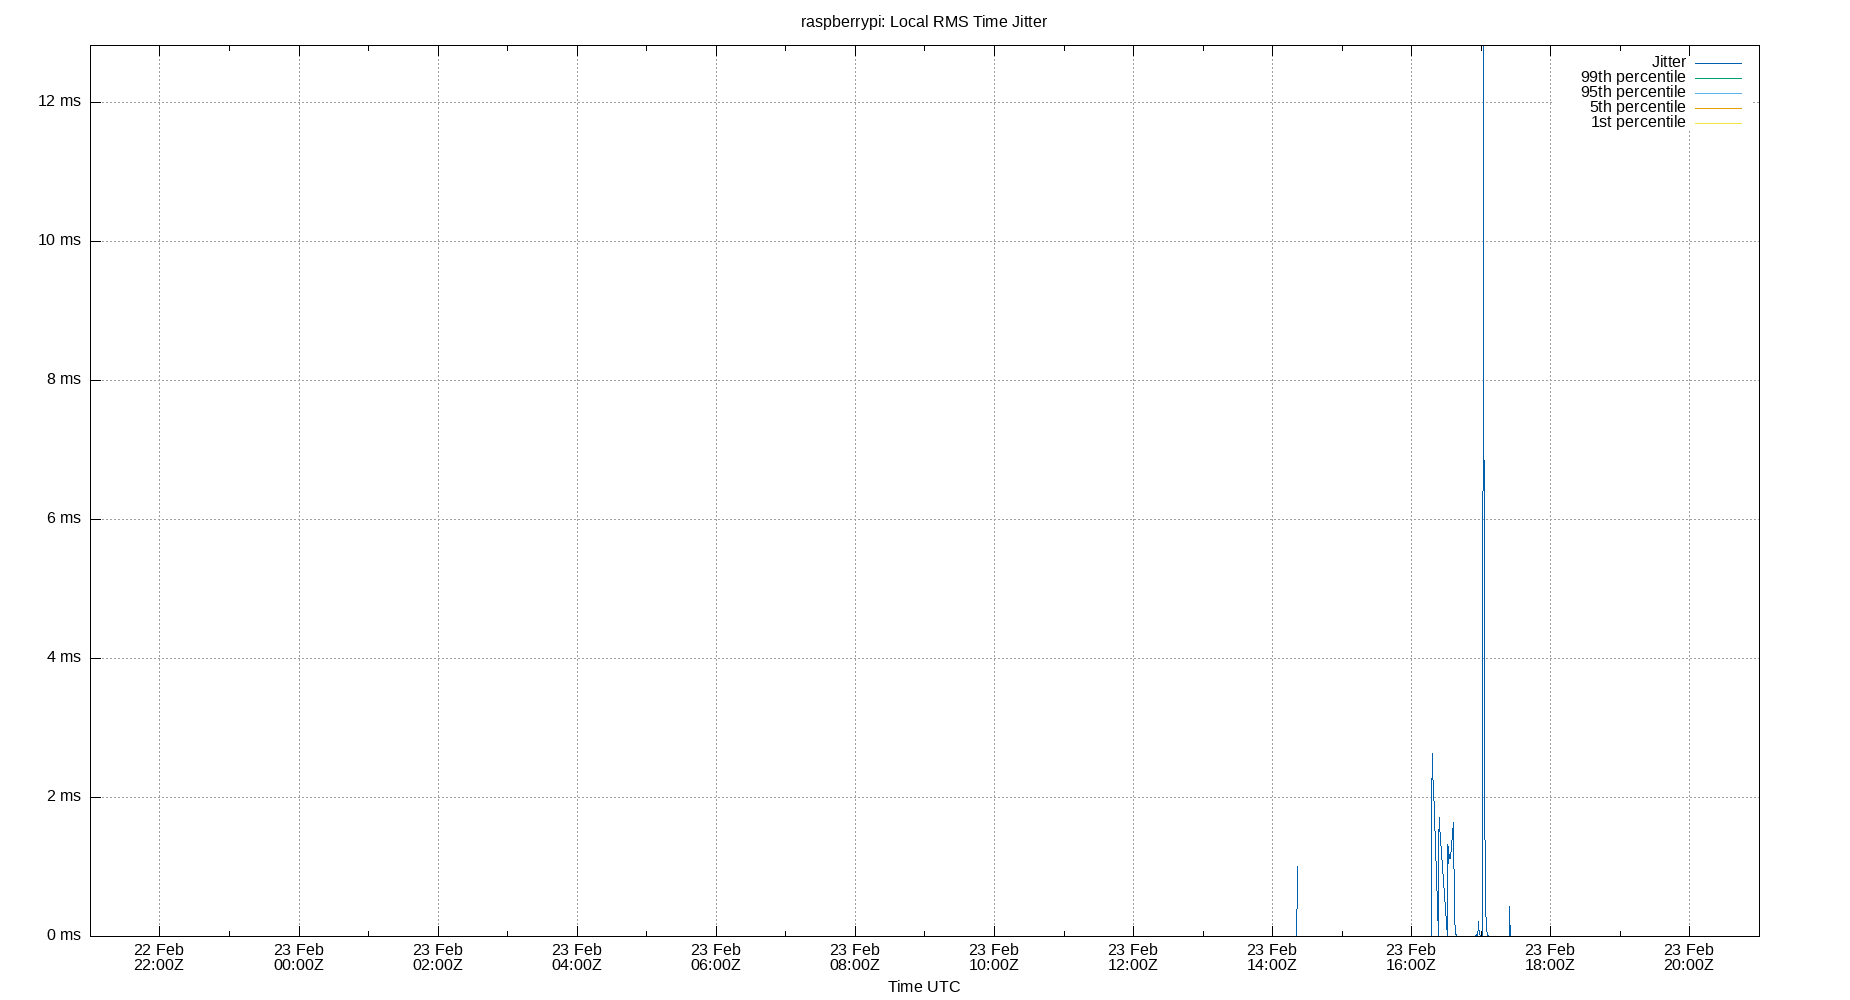 raspberrypi: Local RMS Time Jitter
Jitter
99th percentile
95th percentile
5th percentile
1st percentile
12 ms
10 ms
8 ms
6 ms
4 ms
2 ms
0 ms
22 Feb 23 Feb 23 Feb 23 Feb 23 Feb 23 Feb 23 Feb 23 Feb 23 Feb 23 Feb 23 Feb 23 Feb
22:00Z 00:00Z 02:00Z 04:00Z 06:00Z 08:00Z 10:00Z 12:00Z 14:00Z 16:00Z 18:00Z 20:00Z
Time UTC